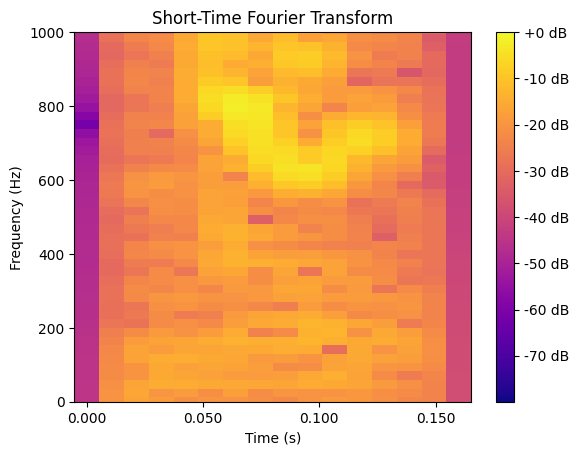 Short-Time Fourier Transform
1000
800
600
400
200
0
Frequency (Hz)
0.000
0.050
0.100
0.150
Time (s)
+0 dB
-10 dB
-20 dB
-30 dB
-40 dB
-50 dB
-60 dB
-70 dB